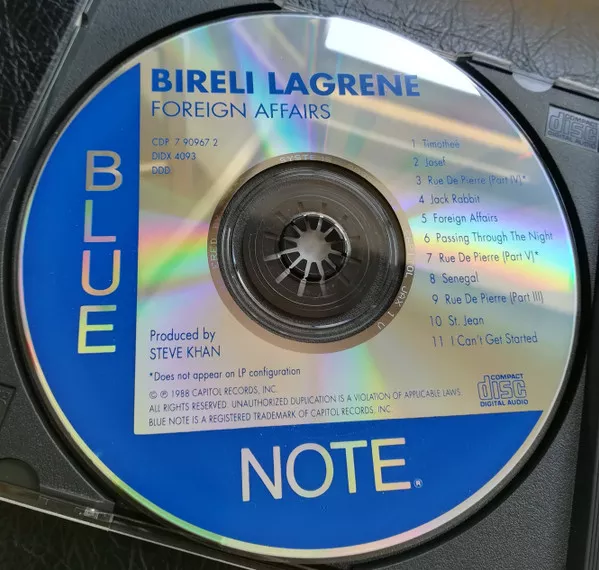 BIRELI LAGRENE
FOREIGN AFFAIRS
CDP 7 90967 2
DIDX 4093
DDD
1 Timothee
2 Josef
3 Rue De Pierre (Part IV)*
4 Jack Rabbit
5 Foreign Affairs
6 Passing Through The Night
7 Rue De Pierre (Part V)*
8 Senegal
9 Rue De Pierre (Part III)
10 St. Jean
11 I Can't Get Started
BLUE
Produced by
STEVE KHAN
*Does not appear on LP configuration
© ℗ 1988 CAPITOL RECORDS, INC.
ALL RIGHTS RESERVED. UNAUTHORIZED DUPLICATION IS A VIOLATION OF APPLICABLE LAWS.
BLUE NOTE IS A REGISTERED TRADEMARK OF CAPITOL RECORDS, INC.
COMPACT
disc
DIGITAL AUDIO
NOTE®
COMPACT
disc